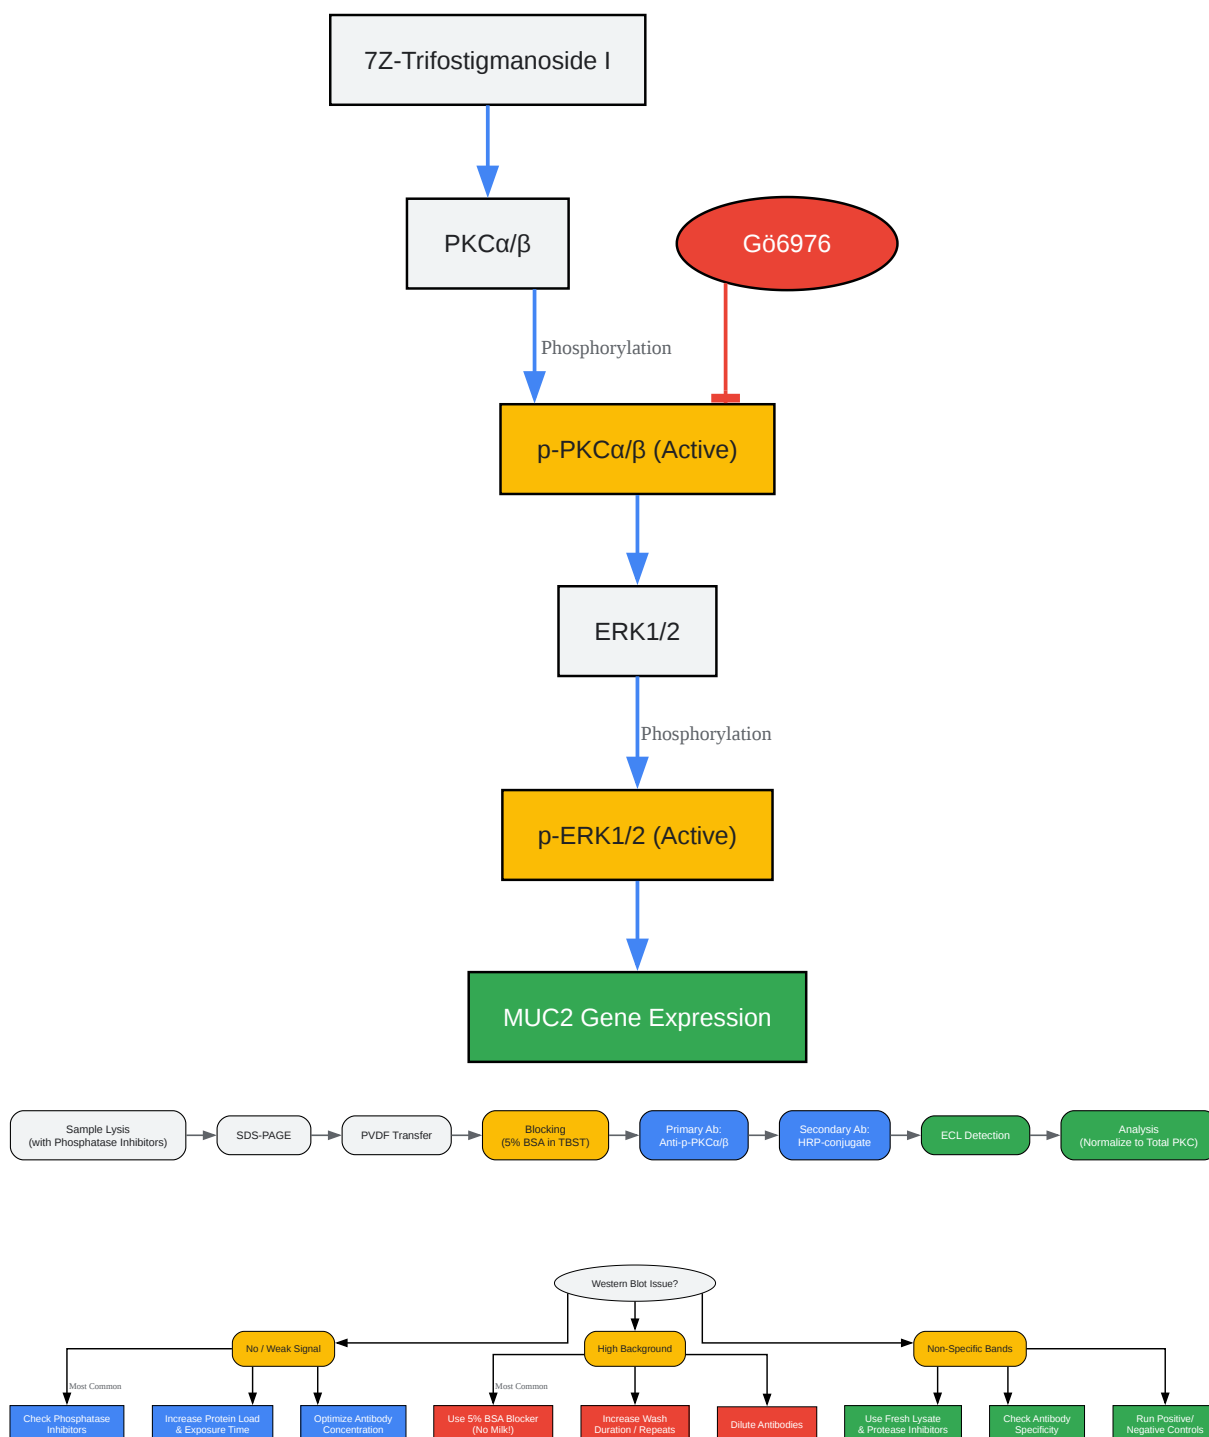 7Z-Trifostigmanoside I
PKCα/β
Gö6976
Phosphorylation
p-PKCα/β (Active)
ERK1/2
Phosphorylation
p-ERK1/2 (Active)
MUC2 Gene Expression
Sample Lysis
(with Phosphatase Inhibitors)
SDS-PAGE
PVDF Transfer
Blocking
(5% BSA in TBST)
Primary Ab:
Anti-p-PKCα/β
Secondary Ab:
HRP-conjugate
ECL Detection
Analysis
(Normalize to Total PKC)
Western Blot Issue?
No / Weak Signal
High Background
Non-Specific Bands
Most Common
Most Common
Check Phosphatase
Inhibitors
Increase Protein Load
& Exposure Time
Optimize Antibody
Concentration
Use 5% BSA Blocker
(No Milk!)
Increase Wash
Duration / Repeats
Dilute Antibodies
Use Fresh Lysate
& Protease Inhibitors
Check Antibody
Specificity
Run Positive/
Negative Controls